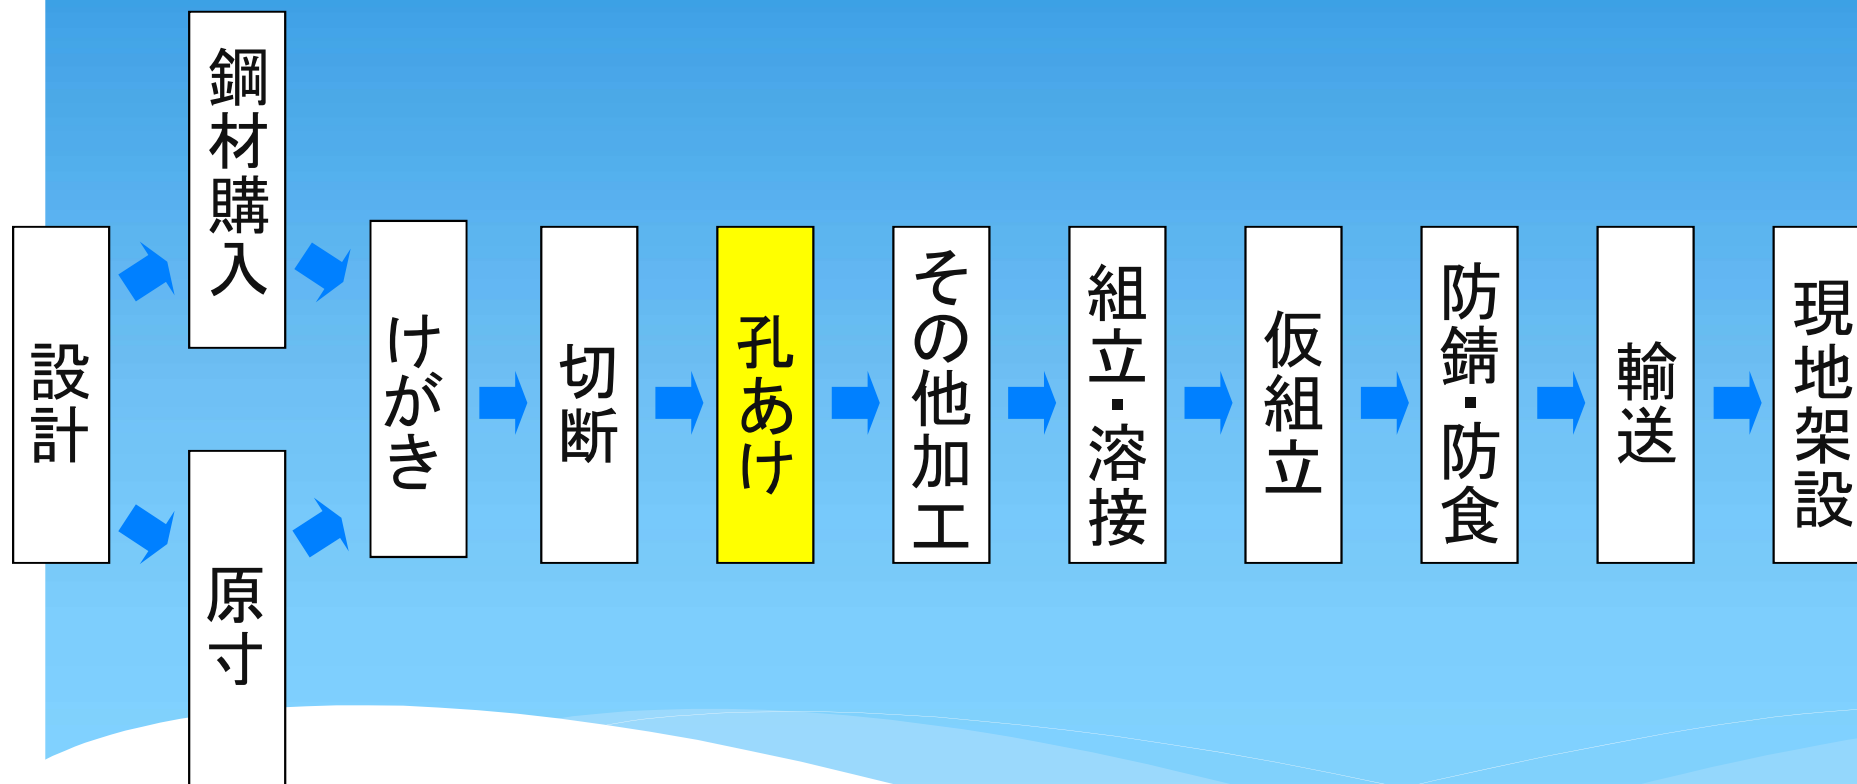 設計
鋼材購入
原寸
けがき
切断
孔あけ
その他加工
組立・溶接
仮組立
防錆・防食
輸送
現地架設